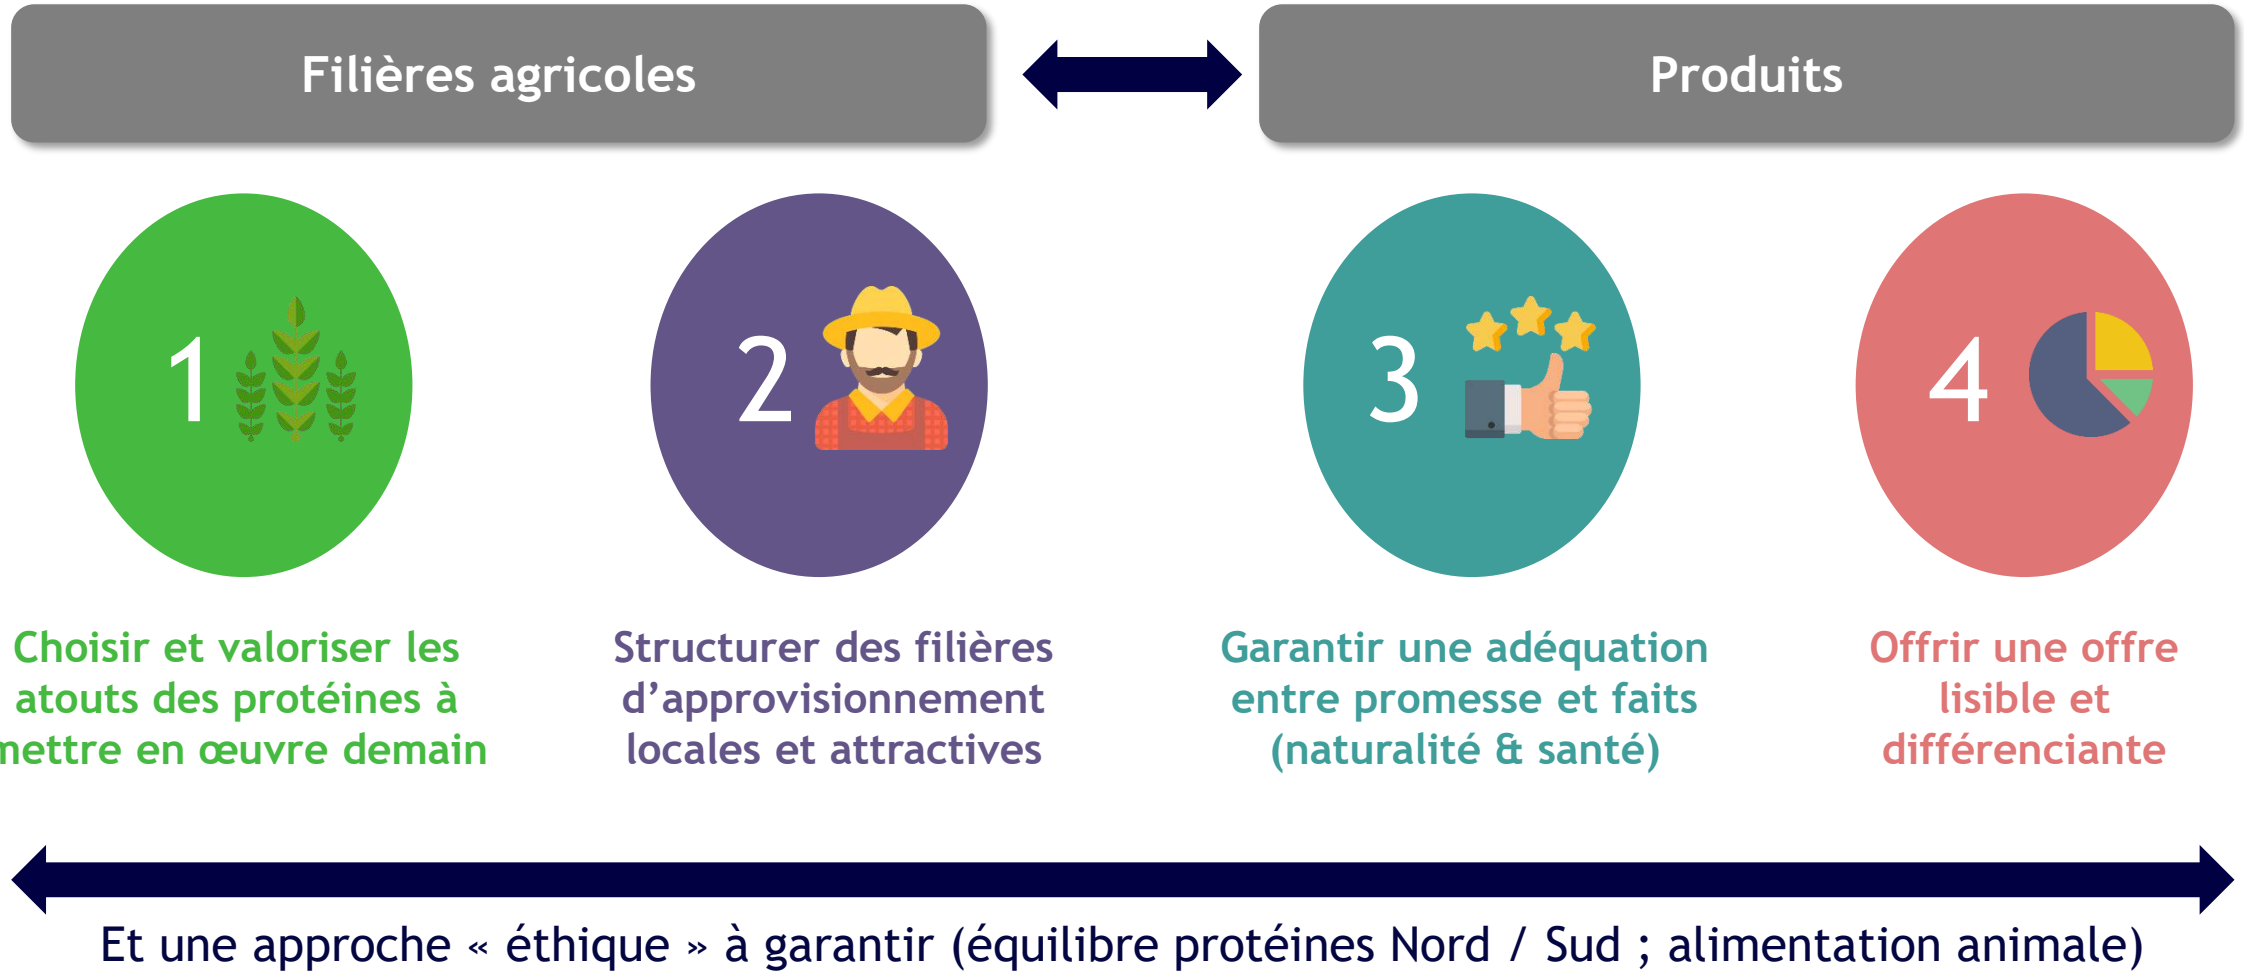 Filières agricoles
Produits
1
2
3
4
Choisir et valoriser les
atouts des protéines à
mettre en œuvre demain
Structurer des filières
d’approvisionnement
locales et attractives
Garantir une adéquation
entre promesse et faits
(naturalité & santé)
Offrir une offre
lisible et
différenciante
Et une approche « éthique » à garantir (équilibre protéines Nord / Sud ; alimentation animale)